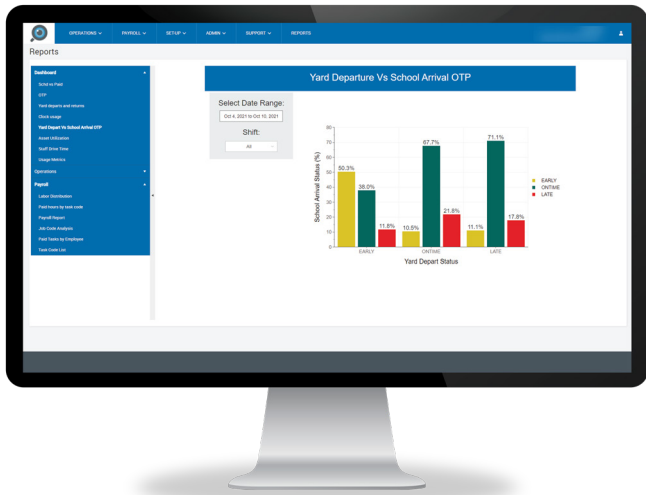 OPERATIONS PAYROLL SETUP ADMIN SUPPORT REPORTS
Reports
Dashboard
Schd vs Paid
OTP
Yard departs and returns
Clock usage
Yard Depart Vs School Arrival OTP
Asset Utilization
Staff Drive Time
Usage Metrics
Operations
Payroll
Labor Distribution
Paid hours by task code
Payroll Report
Job Code Analysis
Paid Tasks by Employee
Task Code List
Yard Departure Vs School Arrival OTP
Select Date Range:
Oct 4, 2021 to Oct 10, 2021
Shift:
All
School Arrival Status (%)
80
70
60
50
40
30
20
10
0
50.3% 38.0% 11.8% 10.5% 67.7% 21.8% 11.1% 71.1% 17.8%
EARLY ONTIME LATE
Yard Depart Status
EARLY
ONTIME
LATE